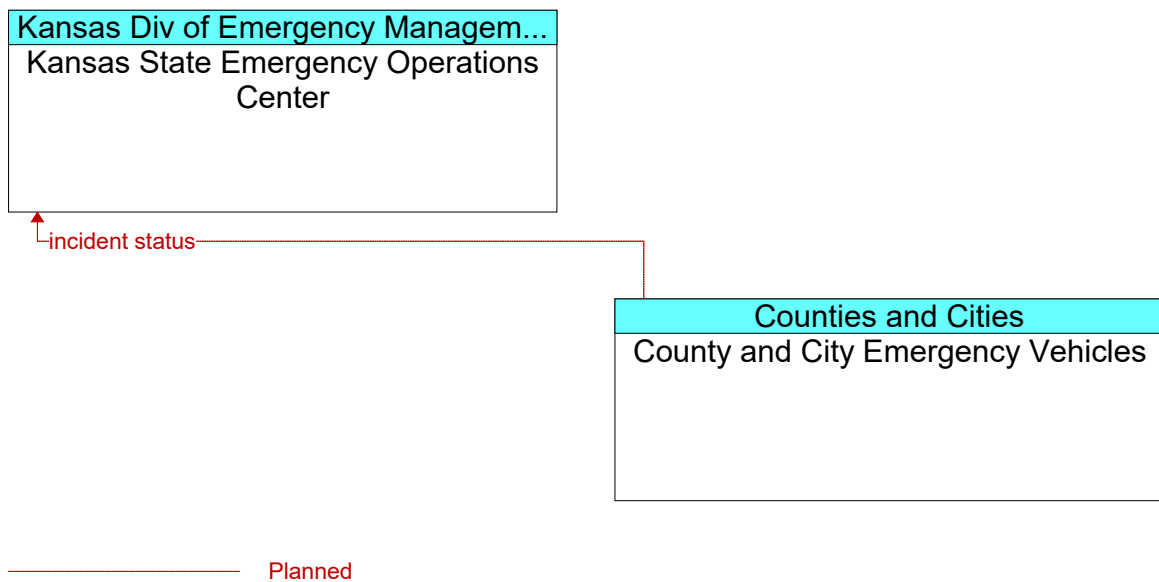 Kansas Div of Emergency Managem...
Kansas State Emergency Operations
Center
incident status
Counties and Cities
County and City Emergency Vehicles
Planned